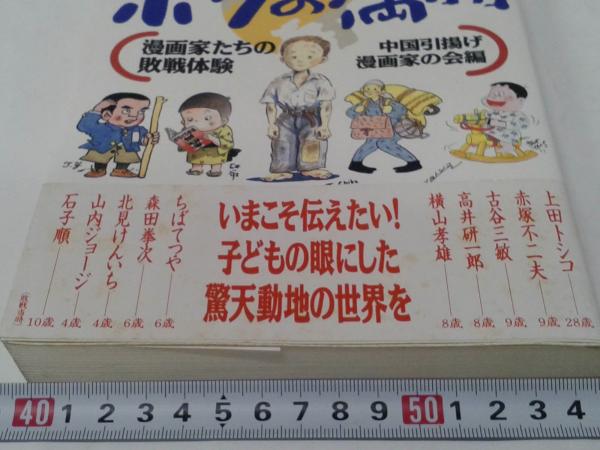 漫画家たちの
敗戦体験
中国引揚げ
漫画家の会編
いまこそ伝えたい!
子どもの眼にした
驚天動地の世界を
上田トシコ——28歳
赤塚不二夫——9歳
古谷三敏——9歳
高井研一郎——8歳
横山孝雄——8歳
ちばてつや——6歳
森田拳次——6歳
北見けんいち——4歳
山内ジョージ——4歳
石子順——10歳
(敗戦当時)
40 1 2 3 4 5 6 7 8 9 50 1 2 3 4